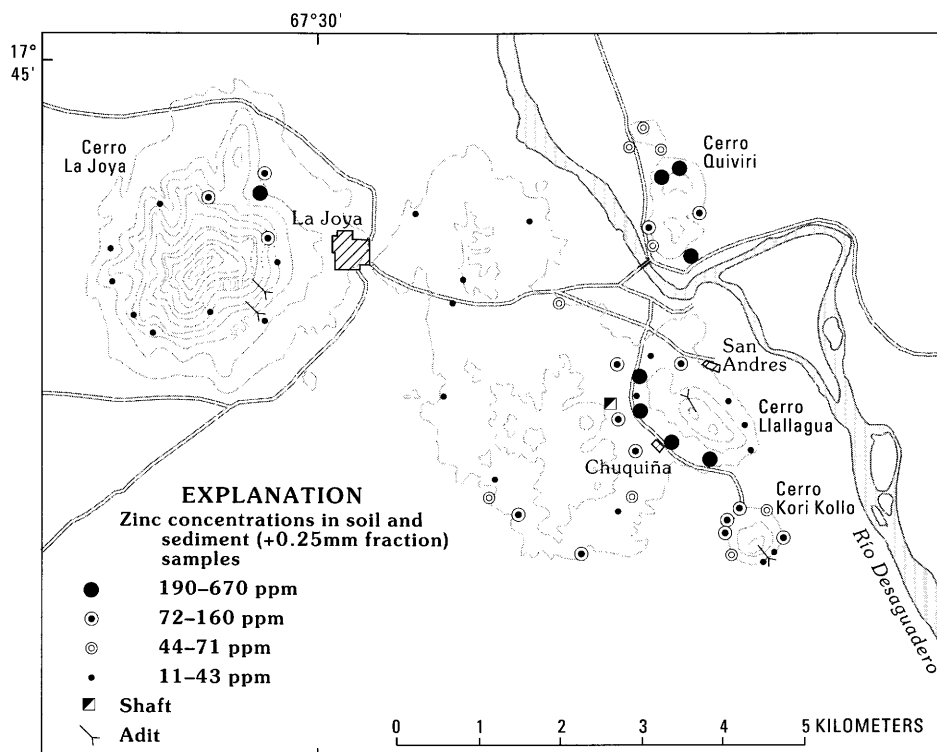 67°30'
17°
45'
Cerro
La Joya
La Joya
Cerro
Quiviri
San
Andres
Cerro
Llallagua
Chuquiña
Cerro
Kori Kollo
Río Desaguadero
EXPLANATION
Zinc concentrations in soil and
sediment (+0.25mm fraction)
samples
190–670 ppm
72–160 ppm
44–71 ppm
11–43 ppm
Shaft
Adit
0 1 2 3 4 5 KILOMETERS